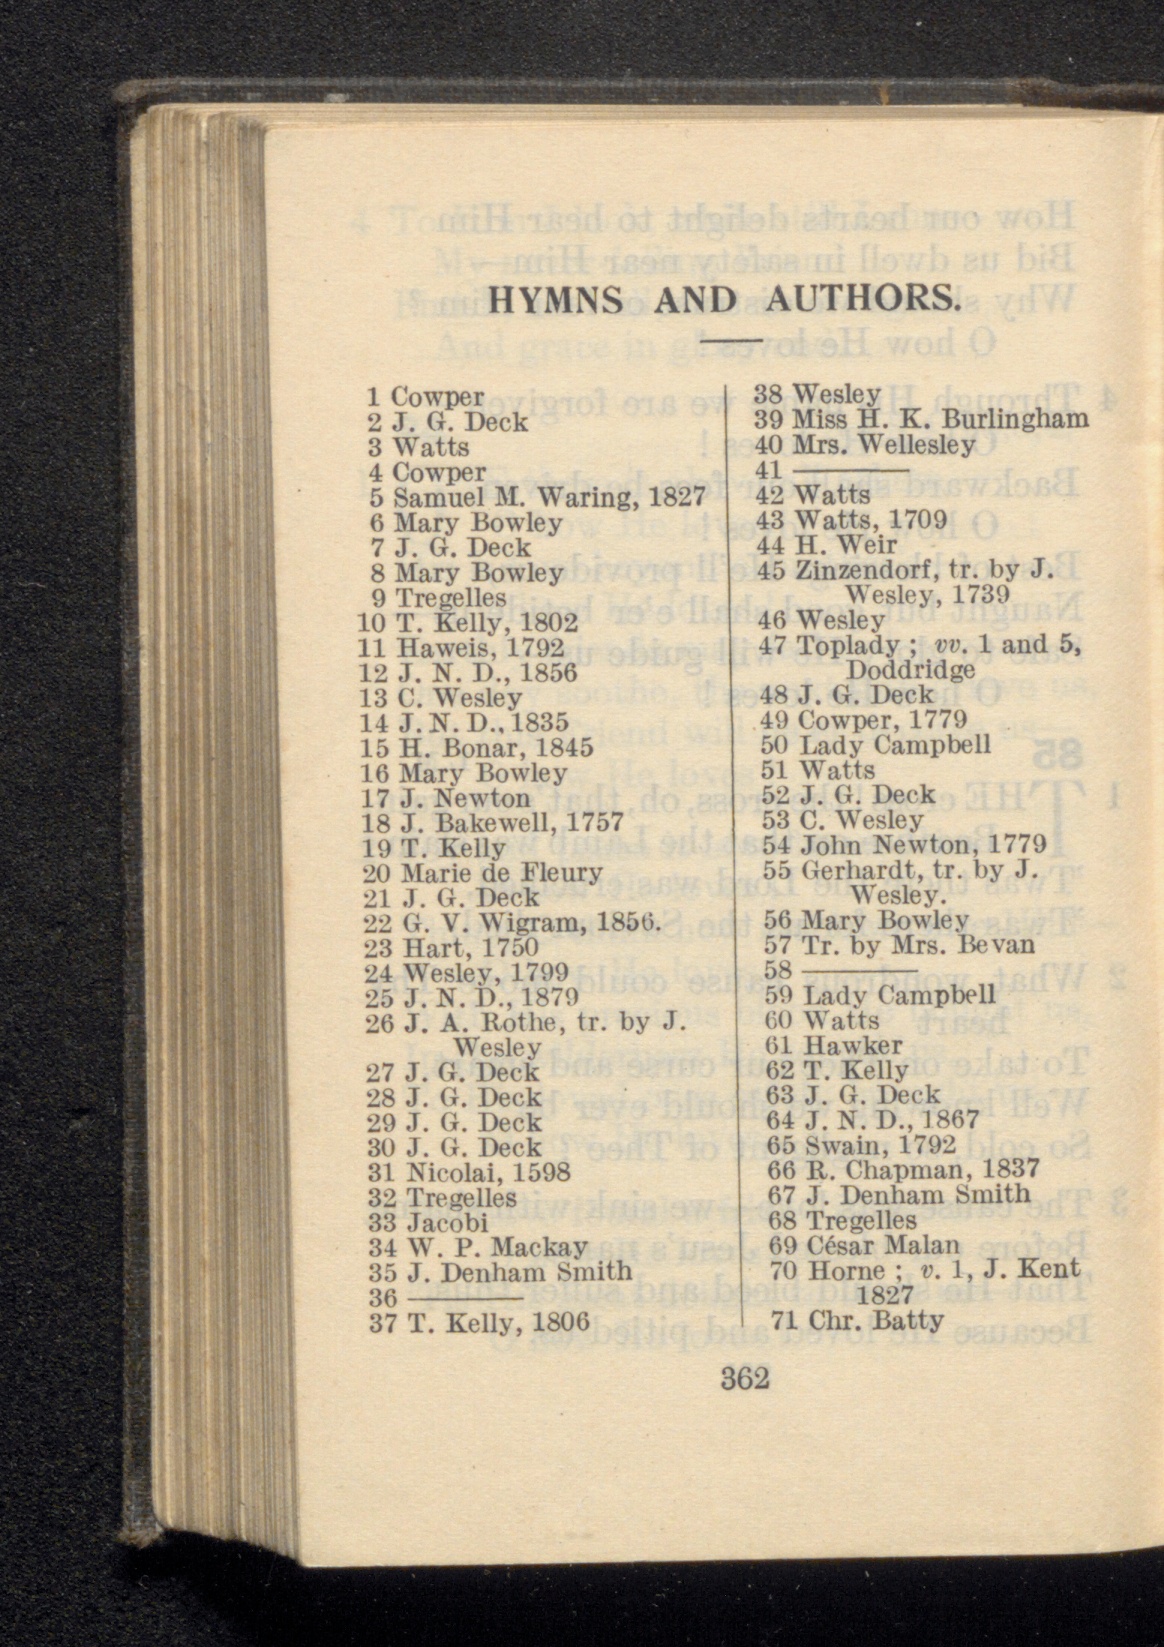 HYMNS AND AUTHORS.
1 Cowper
2 J. G. Deck
3 Watts
4 Cowper
5 Samuel M. Waring, 1827
6 Mary Bowley
7 J. G. Deck
8 Mary Bowley
9 Tregelles
10 T. Kelly, 1802
11 Haweis, 1792
12 J. N. D., 1856
13 C. Wesley
14 J. N. D., 1835
15 H. Bonar, 1845
16 Mary Bowley
17 J. Newton
18 J. Bakewell, 1757
19 T. Kelly
20 Marie de Fleury
21 J. G. Deck
22 G. V. Wigram, 1856.
23 Hart, 1750
24 Wesley, 1799
25 J. N. D., 1879
26 J. A. Rothe, tr. by J.
Wesley
27 J. G. Deck
28 J. G. Deck
29 J. G. Deck
30 J. G. Deck
31 Nicolai, 1598
32 Tregelles
33 Jacobi
34 W. P. Mackay
35 J. Denham Smith
36 ———
37 T. Kelly, 1806
38 Wesley
39 Miss H. K. Burlingham
40 Mrs. Wellesley
41 ———
42 Watts
43 Watts, 1709
44 H. Weir
45 Zinzendorf, tr. by J.
Wesley, 1739
46 Wesley
47 Toplady ; vv. 1 and 5,
Doddridge
48 J. G. Deck
49 Cowper, 1779
50 Lady Campbell
51 Watts
52 J. G. Deck
53 C. Wesley
54 John Newton, 1779
55 Gerhardt, tr. by J.
Wesley.
56 Mary Bowley
57 Tr. by Mrs. Bevan
58 ———
59 Lady Campbell
60 Watts
61 Hawker
62 T. Kelly
63 J. G. Deck
64 J. N. D., 1867
65 Swain, 1792
66 R. Chapman, 1837
67 J. Denham Smith
68 Tregelles
69 César Malan
70 Horne ; v. 1, J. Kent
1827
71 Chr. Batty
362